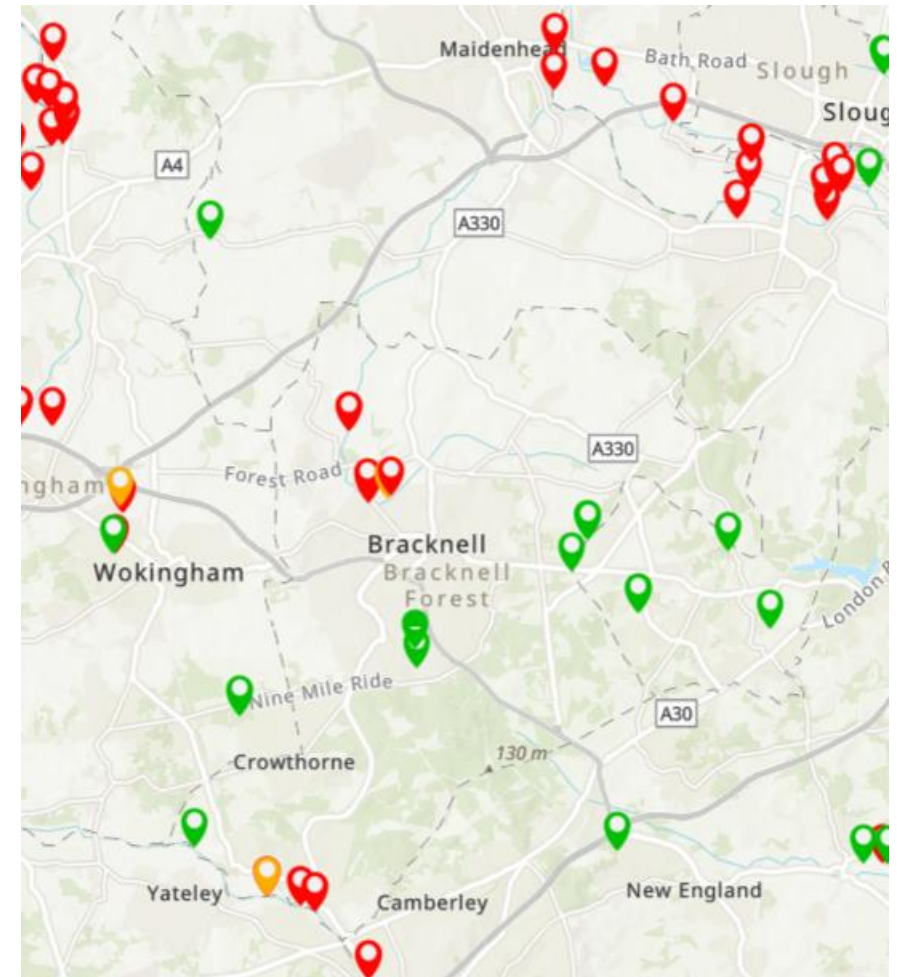 Maidenhead
Bath Road
Slough
Sloug
A4
A330
A330
Forest Road
ngham
Bracknell
Bracknell
Forest
Wokingham
London R
Nine Mile Ride
A30
130 m
Crowthorne
Yateley
Camberley
New England